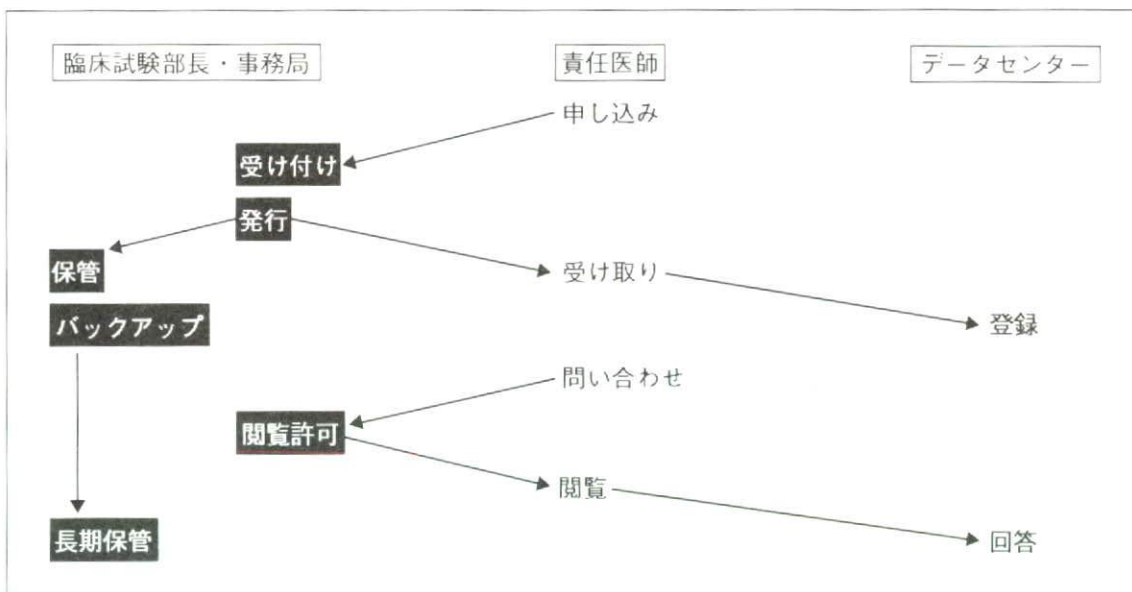 臨床試験部長・事務局 責任医師 データセンター
申し込み
受け付け
発行
保管
受け取り
バックアップ
登録
問い合わせ
閲覧許可
閲覧
長期保管
回答